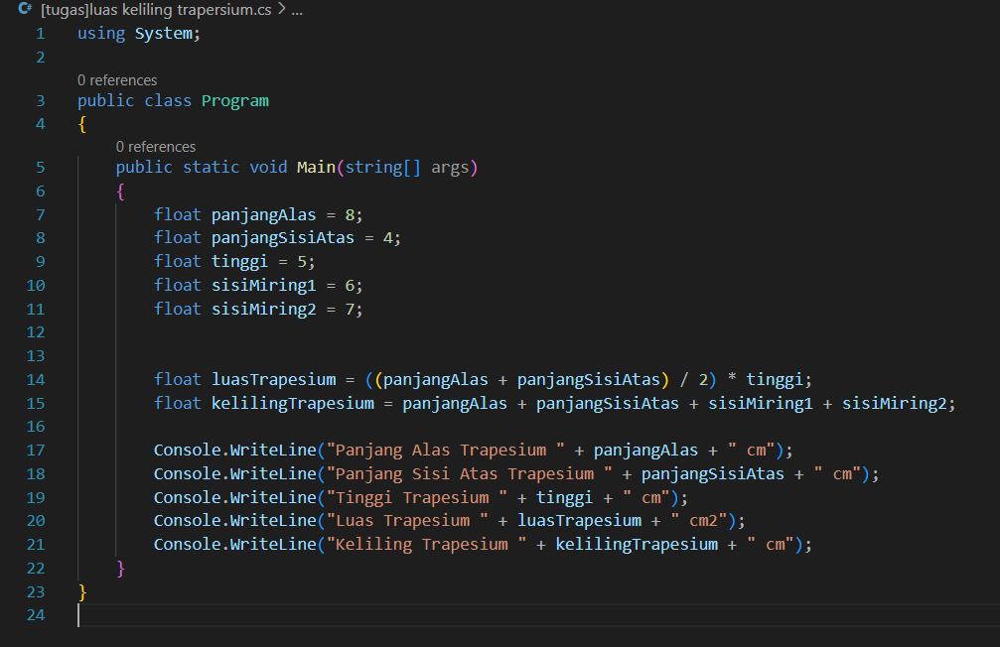 C# [tugas]luas keliling trapersium.cs > ...
1 using System;
2
0 references
3 public class Program
4 {
0 references
5     public static void Main(string[] args)
6     {
7         float panjangAlas = 8;
8         float panjangSisiAtas = 4;
9         float tinggi = 5;
10         float sisiMiring1 = 6;
11         float sisiMiring2 = 7;
12
13
14         float luasTrapesium = ((panjangAlas + panjangSisiAtas) / 2) * tinggi;
15         float kelilingTrapesium = panjangAlas + panjangSisiAtas + sisiMiring1 + sisiMiring2;
16
17         Console.WriteLine("Panjang Alas Trapesium " + panjangAlas + " cm");
18         Console.WriteLine("Panjang Sisi Atas Trapesium " + panjangSisiAtas + " cm");
19         Console.WriteLine("Tinggi Trapesium " + tinggi + " cm");
20         Console.WriteLine("Luas Trapesium " + luasTrapesium + " cm2");
21         Console.WriteLine("Keliling Trapesium " + kelilingTrapesium + " cm");
22     }
23 }
24